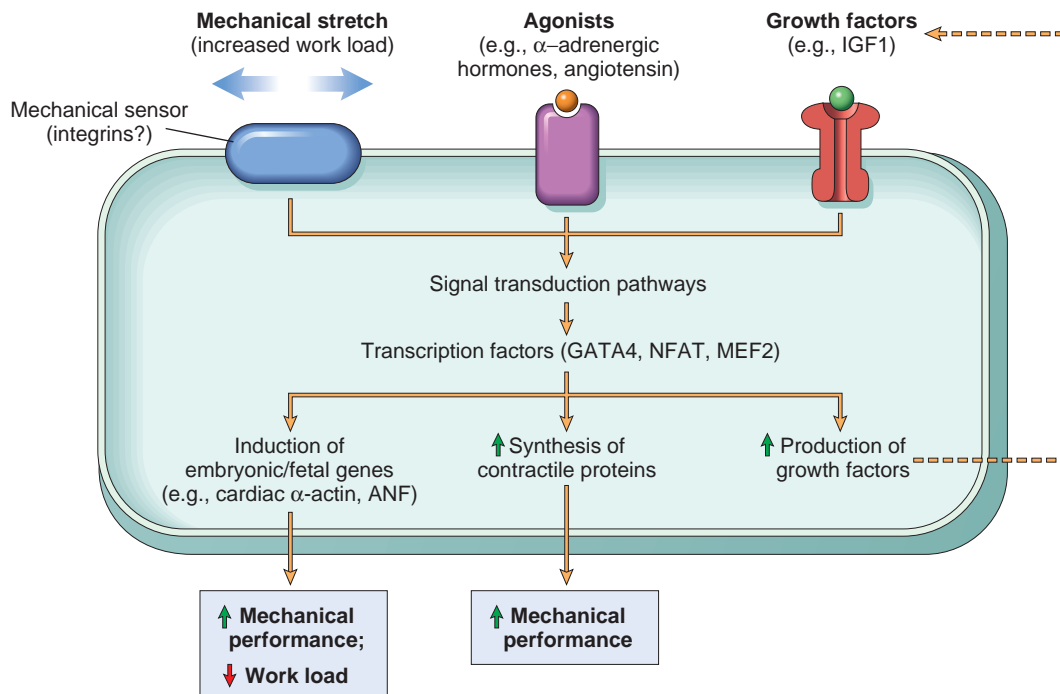 Mechanical stretch
(increased work load)
Agonists
(e.g., α–adrenergic
hormones, angiotensin)
Growth factors
(e.g., IGF1)
Mechanical sensor
(integrins?)
Signal transduction pathways
Transcription factors (GATA4, NFAT, MEF2)
Induction of
embryonic/fetal genes
(e.g., cardiac α-actin, ANF)
Synthesis of
contractile proteins
Production of
growth factors
Mechanical
performance;
Work load
Mechanical
performance